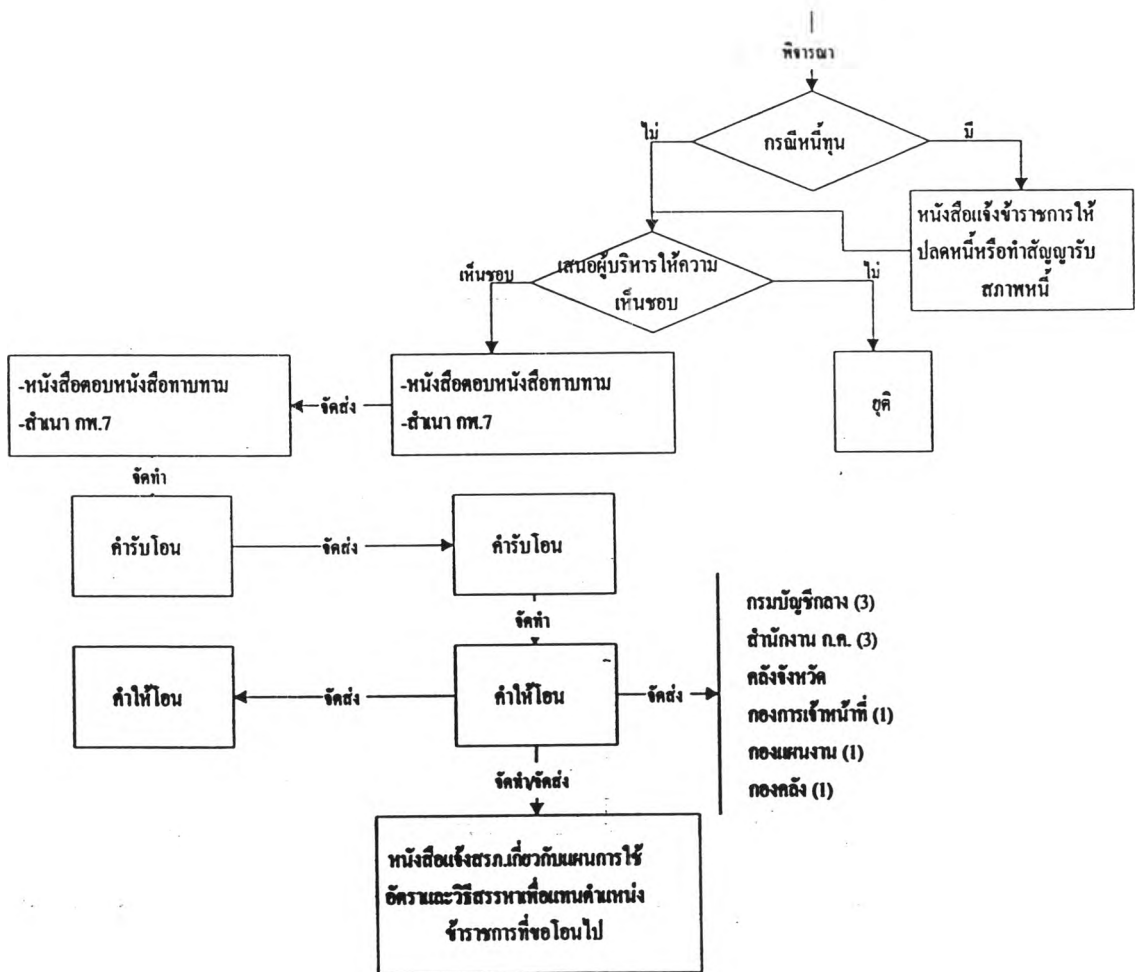 พิจารณา
กรณีหนี้ทุน
ไม่
มี
หนังสือแจ้งข้าราชการให้
ปลดหนี้หรือทำสัญญารับ
สภาพหนี้
เสนอผู้บริหารให้ความ
เห็นชอบ
เห็นชอบ
ไม่
ยุติ
-หนังสือตอบหนังสือทาบทาม
-สำเนา กพ.7
จัดส่ง
-หนังสือตอบหนังสือทาบทาม
-สำเนา กพ.7
จัดทำ
คำรับโอน
จัดส่ง
คำรับโอน
จัดทำ
คำให้โอน
จัดส่ง
คำให้โอน
จัดส่ง
กรมบัญชีกลาง (3)
สำนักงาน ก.ค. (3)
คลังจังหวัด
กองการเจ้าหน้าที่ (1)
กองแผนงาน (1)
กองคลัง (1)
จัดทำ/จัดส่ง
หนังสือแจ้งสรภ.เกี่ยวกับแผนการใช้
อัตราและวิธีสรรหาเพื่อแทนตำแหน่ง
ข้าราชการที่ขอโอนไป